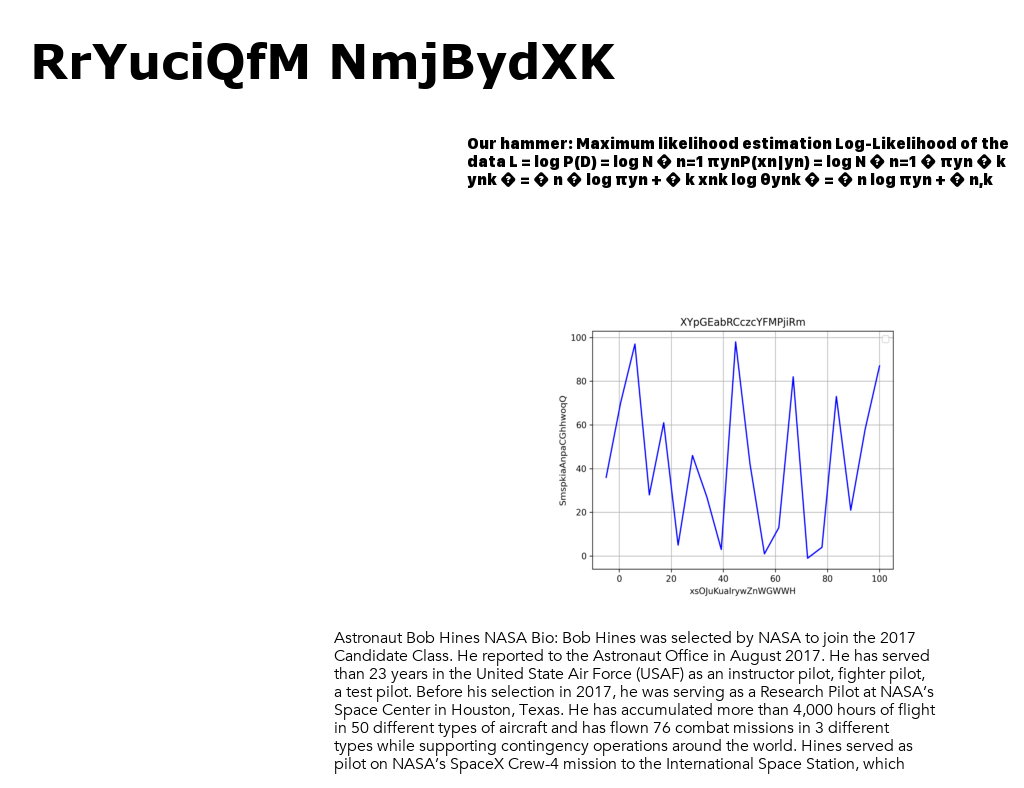 RrYuciQfM NmjBydXK
Our hammer: Maximum likelihood estimation Log-Likelihood of the
data L = log P(D) = log N � n=1 πynP(xn|yn) = log N � n=1 � πyn � k
ynk � = � n � log πyn + � k xnk log θynk � = � n log πyn + � n,k
XYpGEabRCczcYFMPjiRm
100
80
60
40
20
0
SmspkiaAnpaCGhhwoqQ
0 20 40 60 80 100
xsOJuKualrywZnWGWWH
Astronaut Bob Hines NASA Bio: Bob Hines was selected by NASA to join the 2017
Candidate Class. He reported to the Astronaut Office in August 2017. He has served
than 23 years in the United State Air Force (USAF) as an instructor pilot, fighter pilot,
a test pilot. Before his selection in 2017, he was serving as a Research Pilot at NASA’s
Space Center in Houston, Texas. He has accumulated more than 4,000 hours of flight
in 50 different types of aircraft and has flown 76 combat missions in 3 different
types while supporting contingency operations around the world. Hines served as
pilot on NASA’s SpaceX Crew-4 mission to the International Space Station, which